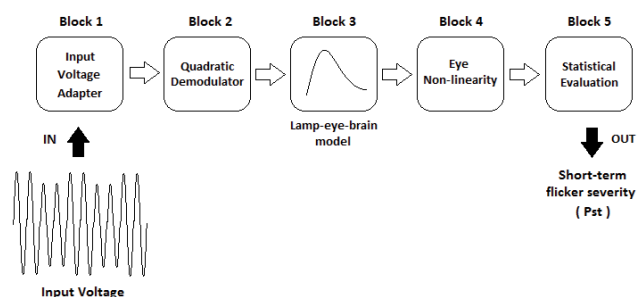 Block 1 Block 2 Block 3 Block 4 Block 5
Input
Voltage
Adapter
Quadratic
Demodulator
Lamp-eye-brain
model
Eye
Non-linearity
Statistical
Evaluation
IN
OUT
Short-term
flicker severity
( Pst )
Input Voltage